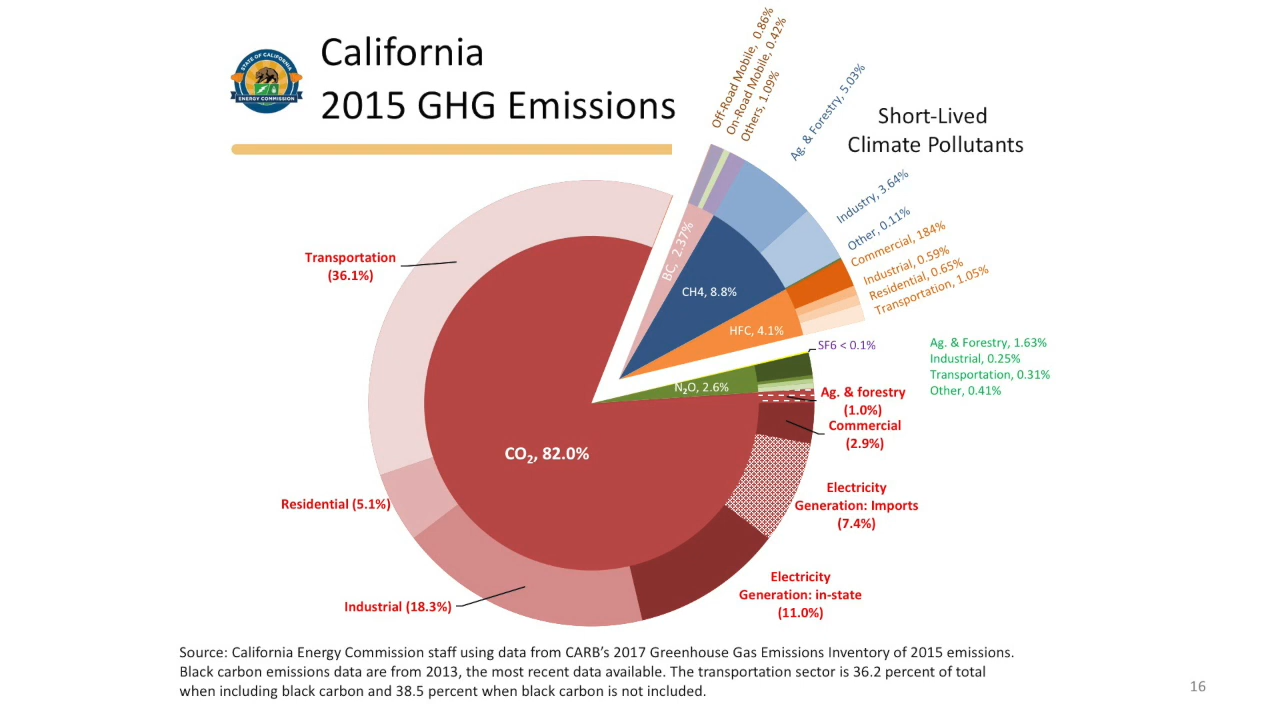 STATE OF CALIFORNIA
ENERGY COMMISSION
California
2015 GHG Emissions
Off-Road Mobile, 0.86%
On-Road Mobile, 0.42%
Others, 1.09%
Ag. & Forestry, 5.03%
Short-Lived
Climate Pollutants
Industry, 3.64%
Other, 0.11%
Commercial, 184%
Industrial, 0.59%
Residential, 0.65%
Transportation, 1.05%
BC, 2.37%
CH4, 8.8%
HFC, 4.1%
SF6 < 0.1%
N₂O, 2.6%
Ag. & Forestry, 1.63%
Industrial, 0.25%
Transportation, 0.31%
Other, 0.41%
Transportation
(36.1%)
Ag. & forestry
(1.0%)
Commercial
(2.9%)
CO₂, 82.0%
Residential (5.1%)
Electricity
Generation: Imports
(7.4%)
Electricity
Generation: in-state
(11.0%)
Industrial (18.3%)
Source: California Energy Commission staff using data from CARB’s 2017 Greenhouse Gas Emissions Inventory of 2015 emissions.
Black carbon emissions data are from 2013, the most recent data available. The transportation sector is 36.2 percent of total
when including black carbon and 38.5 percent when black carbon is not included.
16